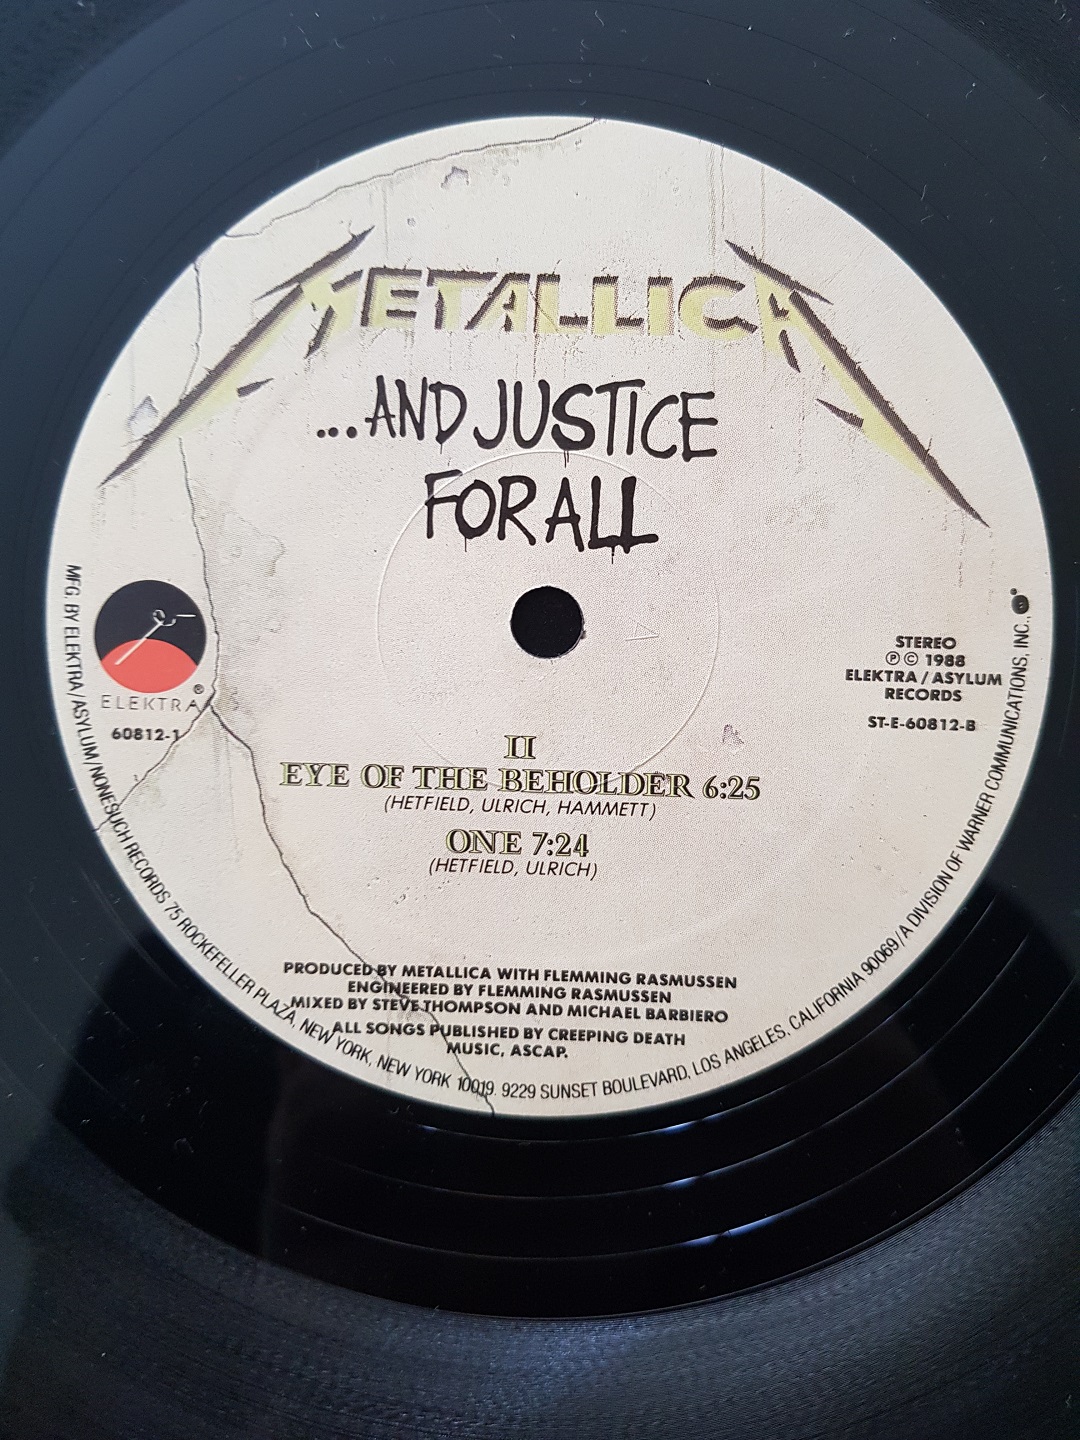 METALLICA
...AND JUSTICE
FOR ALL
ELEKTRA®
60812-1
STEREO
Ⓟ © 1988
ELEKTRA / ASYLUM
RECORDS
ST-E-60812-B
II
EYE OF THE BEHOLDER 6:25
(HETFIELD, ULRICH, HAMMETT)
ONE 7:24
(HETFIELD, ULRICH)
PRODUCED BY METALLICA WITH FLEMMING RASMUSSEN
ENGINEERED BY FLEMMING RASMUSSEN
MIXED BY STEVE THOMPSON AND MICHAEL BARBIERO
ALL SONGS PUBLISHED BY CREEPING DEATH
MUSIC, ASCAP.
MFG. BY ELEKTRA/ASYLUM/NONESUCH RECORDS 75 ROCKEFELLER PLAZA, NEW YORK, NEW YORK 10019. 9229 SUNSET BOULEVARD, LOS ANGELES, CALIFORNIA 90069/A DIVISION OF WARNER COMMUNICATIONS, INC.,